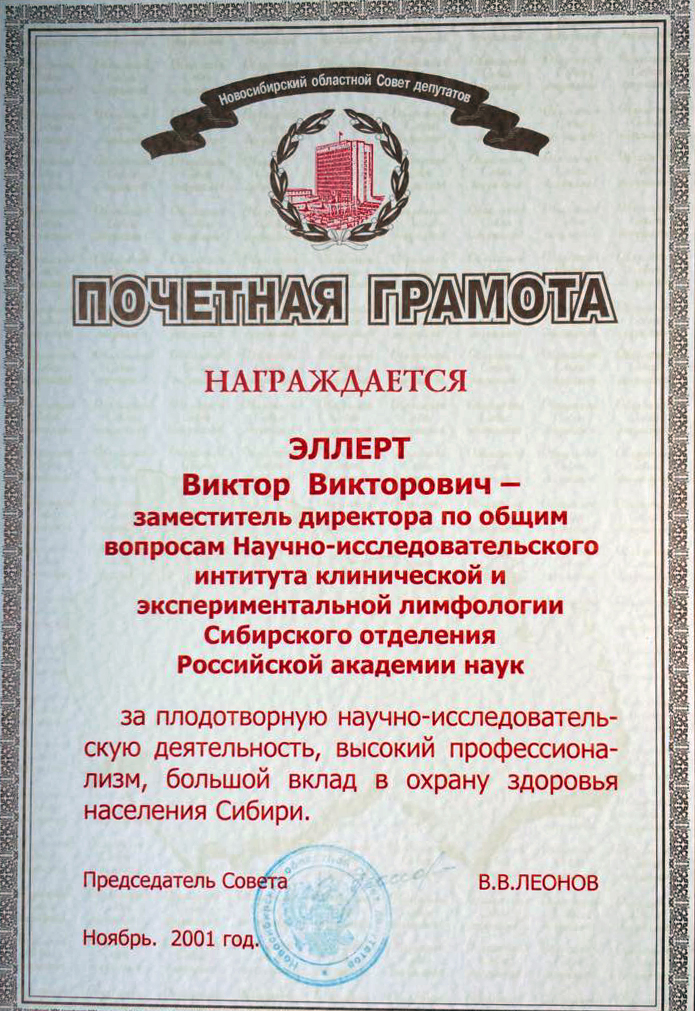 Новосибирский областной Совет депутатов
ПОЧЕТНАЯ ГРАМОТА
НАГРАЖДАЕТСЯ
ЭЛЛЕРТ
Виктор Викторович –
заместитель директора по общим
вопросам Научно-исследовательского
интитута клинической и
экспериментальной лимфологии
Сибирского отделения
Российской академии наук
за плодотворную научно-исследователь-
скую деятельность, высокий профессиона-
лизм, большой вклад в охрану здоровья
населения Сибири.
Председатель Совета В.В.ЛЕОНОВ
Ноябрь. 2001 год.